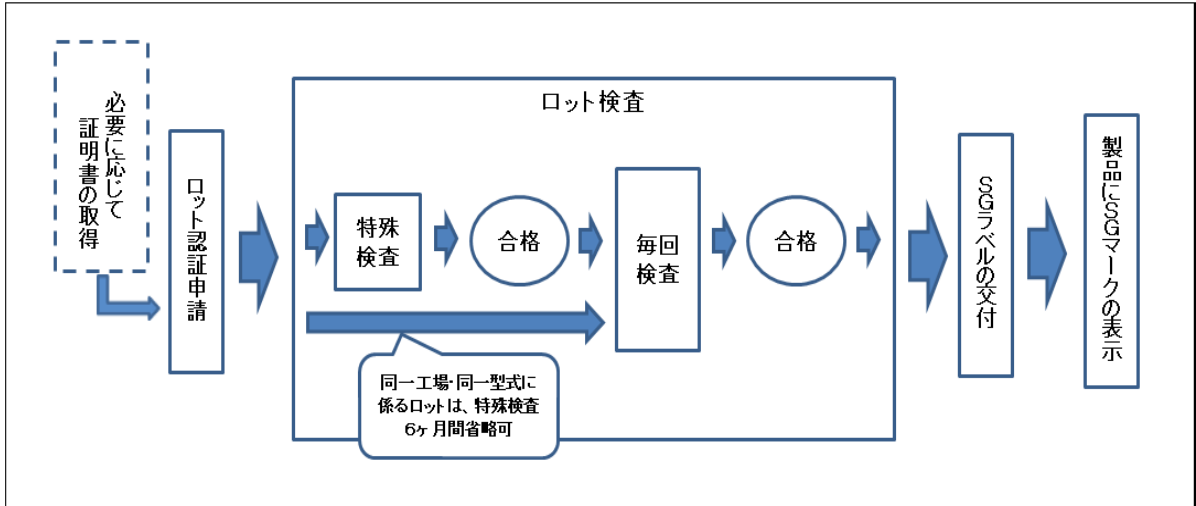 必要に応じて
証明書の取得
ロット認証申請
ロット検査
特殊
検査
合格
毎回
検査
合格
同一工場・同一型式に
係るロットは、特殊検査
6ヶ月間省略可
SGラベルの交付
製品にSGマークの表示